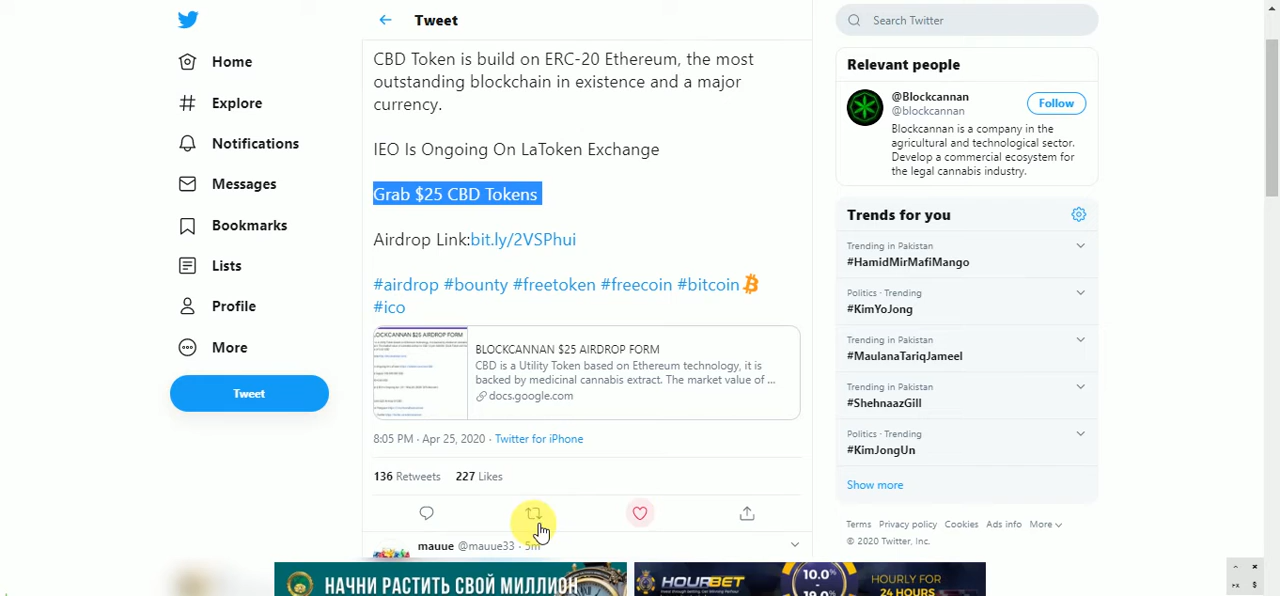 Home
Explore
Notifications
Messages
Bookmarks
Lists
Profile
More
Tweet
Tweet
CBD Token is build on ERC-20 Ethereum, the most
outstanding blockchain in existence and a major
currency.
IEO Is Ongoing On LaToken Exchange
Grab $25 CBD Tokens
Airdrop Link:bit.ly/2VSPhui
#airdrop #bounty #freetoken #freecoin #bitcoin
#ico
BLOCKCANNAN $25 AIRDROP FORM
BLOCKCANNAN $25 AIRDROP FORM
CBD is a Utility Token based on Ethereum technology, it is
backed by medicinal cannabis extract. The market value of ...
docs.google.com
8:05 PM · Apr 25, 2020 · Twitter for iPhone
136 Retweets 227 Likes
mauue @mauue33 · 5m
Search Twitter
Relevant people
@Blockcannan
@blockcannan
Follow
Blockcannan is a company in the
agricultural and technological sector.
Develop a commercial ecosystem for
the legal cannabis industry.
Trends for you
Trending in Pakistan
#HamidMirMafiMango
Politics · Trending
#KimYoJong
Trending in Pakistan
#MaulanaTariqJameel
Trending in Pakistan
#ShehnaazGill
Politics · Trending
#KimJongUn
Show more
Terms Privacy policy Cookies Ads info More
© 2020 Twitter, Inc.
НАЧНИ РАСТИТЬ СВОЙ МИЛЛИОН
HOURBET
10.0% -
19.0%
HOURLY FOR
24 HOURS